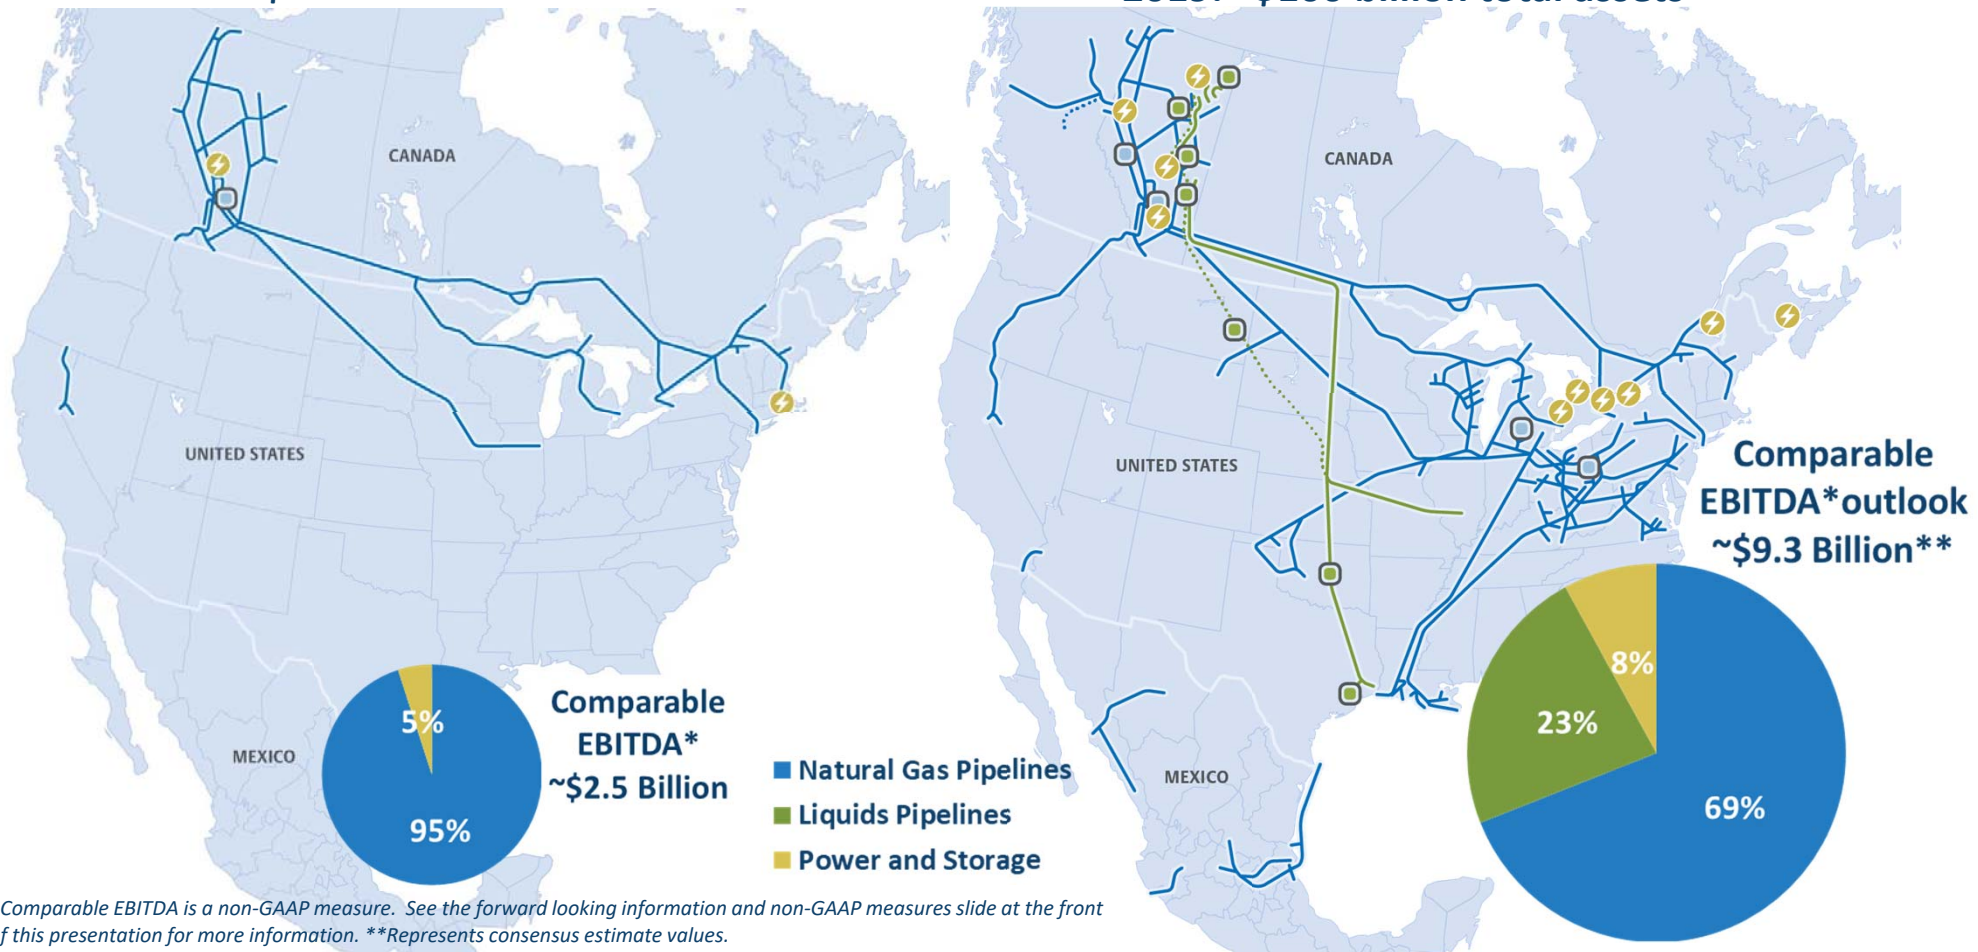 CANADA
UNITED STATES
MEXICO
5%
95%
Comparable
EBITDA*
~$2.5 Billion
Natural Gas Pipelines
Liquids Pipelines
Power and Storage
CANADA
UNITED STATES
MEXICO
Comparable
EBITDA*outlook
~$9.3 Billion**
8%
23%
69%
Comparable EBITDA is a non-GAAP measure. See the forward looking information and non-GAAP measures slide at the front
f this presentation for more information. **Represents consensus estimate values.